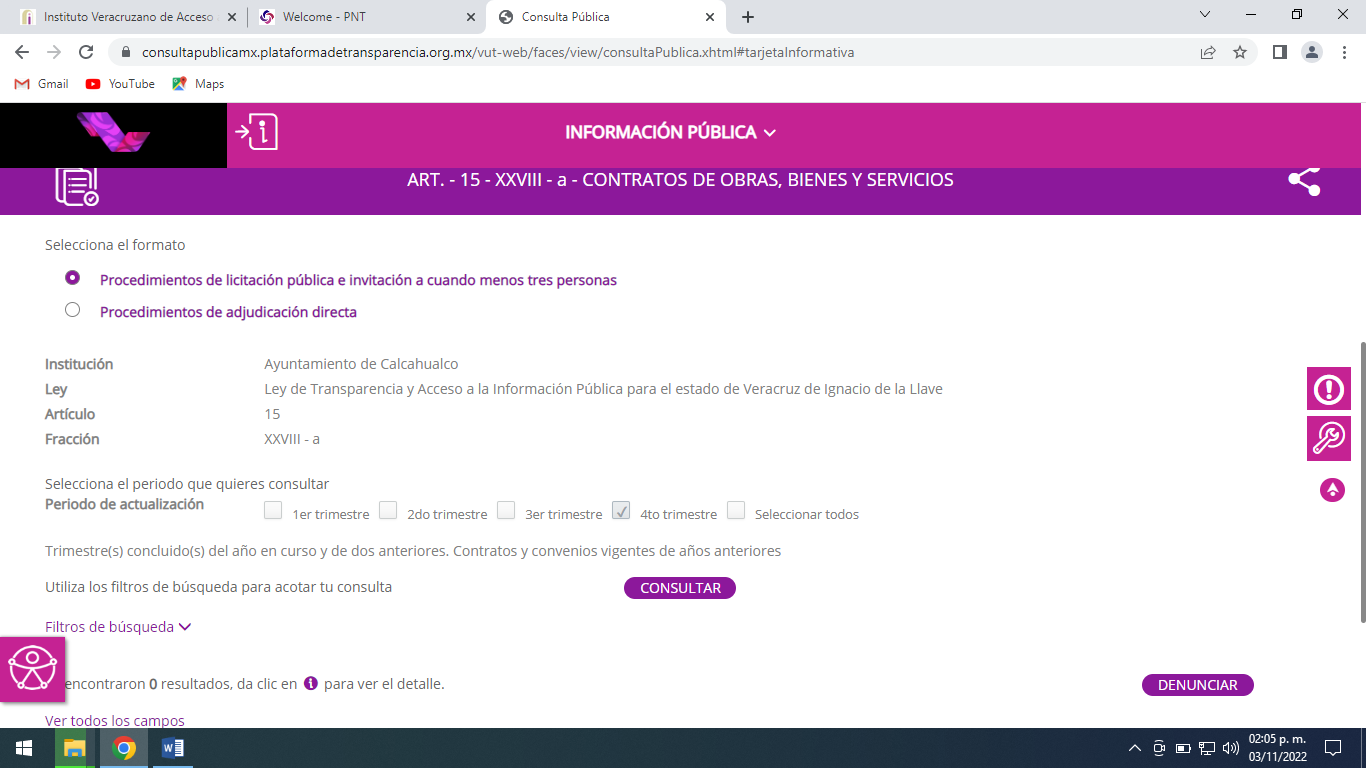 Instituto Veracruzano de Acceso
Welcome - PNT
Consulta Pública
consultapublicamx.plataformadetransparencia.org.mx/vut-web/faces/view/consultaPublica.xhtml#tarjetaInformativa
Gmail
YouTube
Maps
INFORMACIÓN PÚBLICA
ART. - 15 - XXVIII - a - CONTRATOS DE OBRAS, BIENES Y SERVICIOS
Selecciona el formato
Procedimientos de licitación pública e invitación a cuando menos tres personas
Procedimientos de adjudicación directa
Institución Ayuntamiento de Calcahualco
Ley Ley de Transparencia y Acceso a la Información Pública para el estado de Veracruz de Ignacio de la Llave
Artículo 15
Fracción XXVIII - a
Selecciona el periodo que quieres consultar
Periodo de actualización 1er trimestre 2do trimestre 3er trimestre 4to trimestre Seleccionar todos
Trimestre(s) concluido(s) del año en curso y de dos anteriores. Contratos y convenios vigentes de años anteriores
Utiliza los filtros de búsqueda para acotar tu consulta CONSULTAR
Filtros de búsqueda
encontraron 0 resultados, da clic en i para ver el detalle. DENUNCIAR
Ver todos los campos
02:05 p. m.
03/11/2022